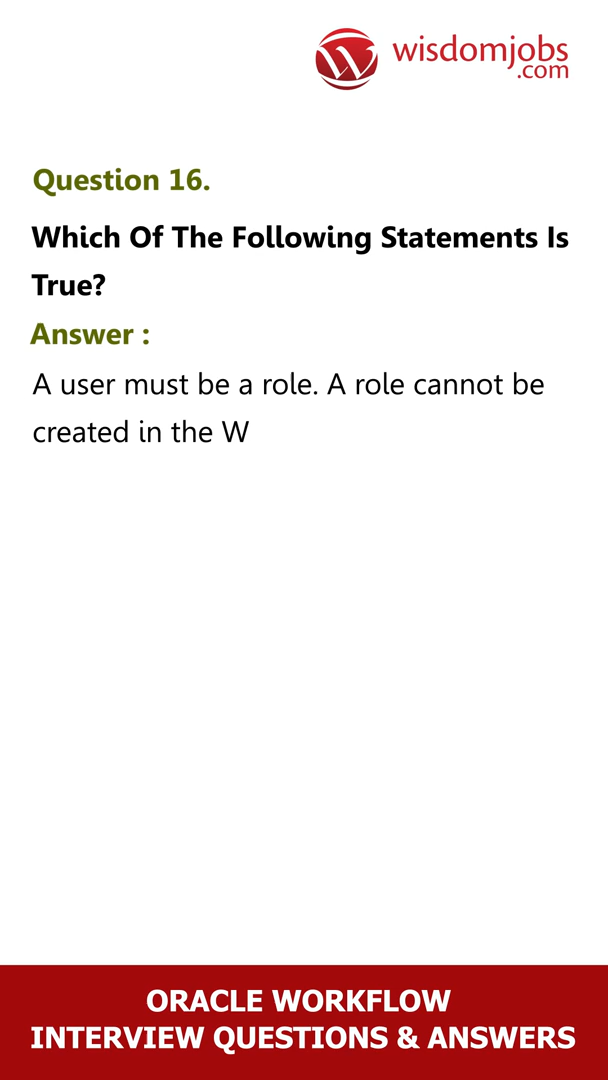 wisdomjobs
.com
Question 16.
Which Of The Following Statements Is
True?
Answer :
A user must be a role. A role cannot be
created in the W
ORACLE WORKFLOW
INTERVIEW QUESTIONS & ANSWERS